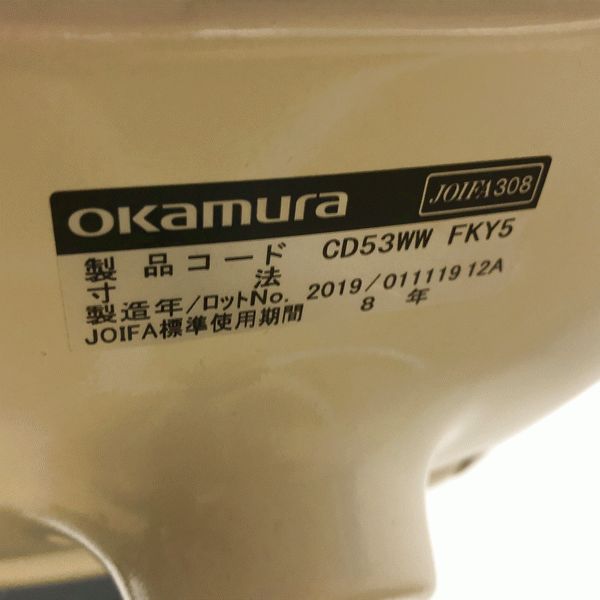 OKamura JOIFA308
製品コード CD53WW FKY5
寸法
製造年/ロットNo. 2019/01111912A
JOIFA標準使用期間 8 年